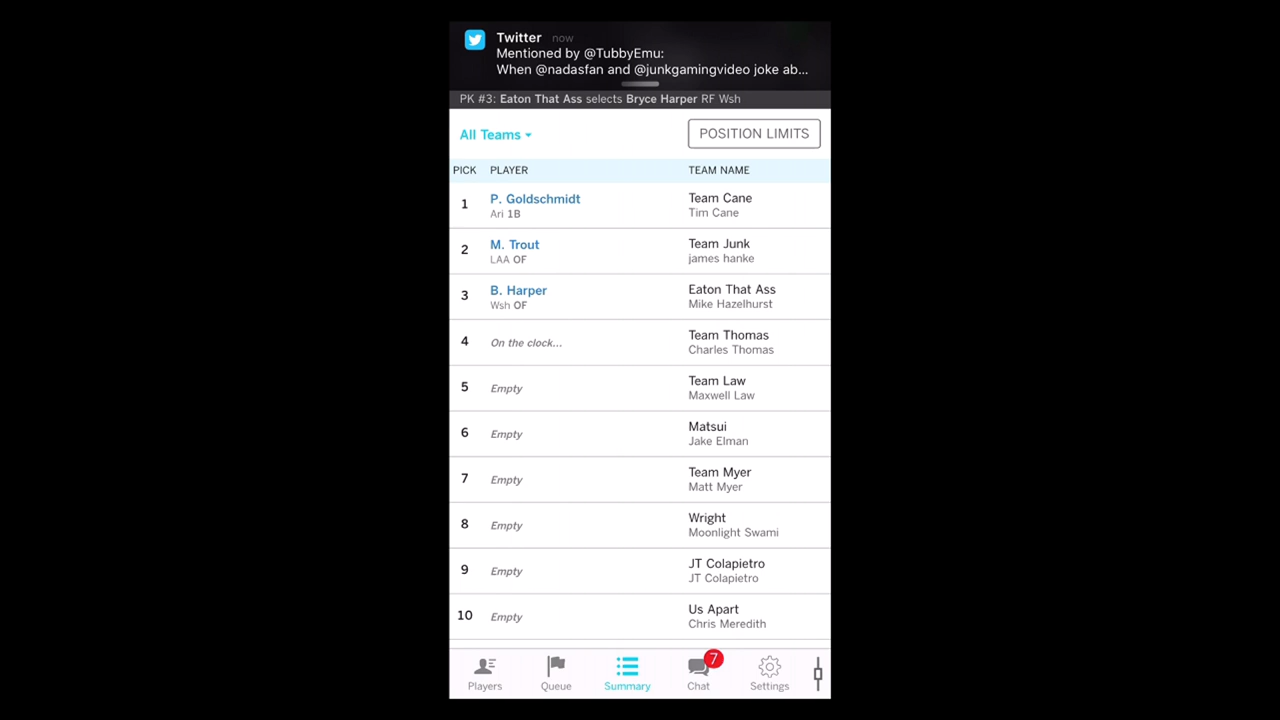 Twitter now
Mentioned by @TubbyEmu:
When @nadasfan and @junkgamingvideo joke ab...
PK #3: Eaton That Ass selects Bryce Harper RF Wsh
All Teams
POSITION LIMITS
PICK PLAYER TEAM NAME
1 P. Goldschmidt Team Cane
Ari 1B Tim Cane
2 M. Trout Team Junk
LAA OF james hanke
3 B. Harper Eaton That Ass
Wsh OF Mike Hazelhurst
4 On the clock... Team Thomas
Charles Thomas
5 Empty Team Law
Maxwell Law
6 Empty Matsui
Jake Elman
7 Empty Team Myer
Matt Myer
8 Empty Wright
Moonlight Swami
9 Empty JT Colapietro
JT Colapietro
10 Empty Us Apart
Chris Meredith
7
Players Queue Summary Chat Settings